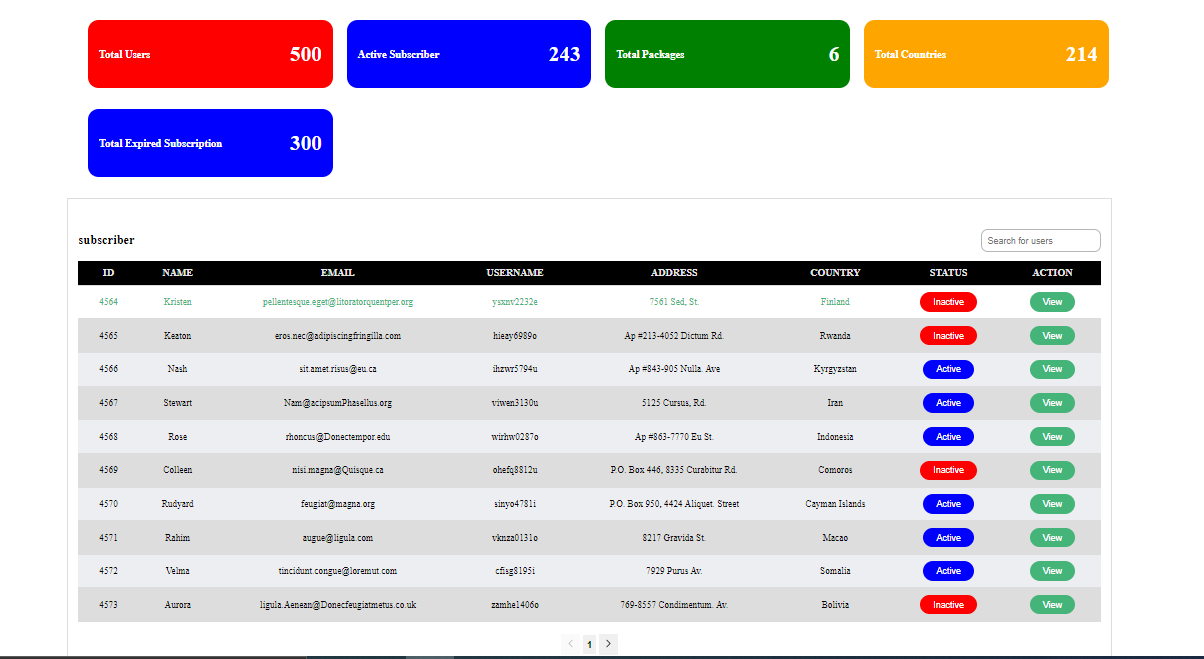 Total Users 500 Active Subscriber 243 Total Packages 6 Total Countries 214
Total Expired Subscription 300
subscriber Search for users
ID NAME EMAIL USERNAME ADDRESS COUNTRY STATUS ACTION
4564 Kristen pellentesque.eget@litoratorquentper.org ysxnv2232e 7561 Sed, St. Finland Inactive View
4565 Keaton eros.nec@adipiscingfringilla.com hieay6989o Ap #213-4052 Dictum Rd. Rwanda Inactive View
4566 Nash sit.amet.risus@eu.ca ihzwr5794u Ap #843-905 Nulla. Ave Kyrgyzstan Active View
4567 Stewart Nam@acipsumPhasellus.org viwen3130u 5125 Cursus, Rd. Iran Active View
4568 Rose rhoncus@Donectempor.edu wirhw0287o Ap #863-7770 Eu St. Indonesia Active View
4569 Colleen nisi.magna@Quisque.ca ohefq8812u P.O. Box 446, 8335 Curabitur Rd. Comoros Inactive View
4570 Rudyard feugiat@magna.org sinyo4781i P.O. Box 950, 4424 Aliquet. Street Cayman Islands Active View
4571 Rahim augue@ligula.com vknza0131o 8217 Gravida St. Macao Active View
4572 Velma tincidunt.congue@loremut.com cfisg8195i 7929 Purus Av. Somalia Active View
4573 Aurora ligula.Aenean@Donecfeugiatmetus.co.uk zamhe1406o 769-8557 Condimentum. Av. Bolivia Inactive View
1